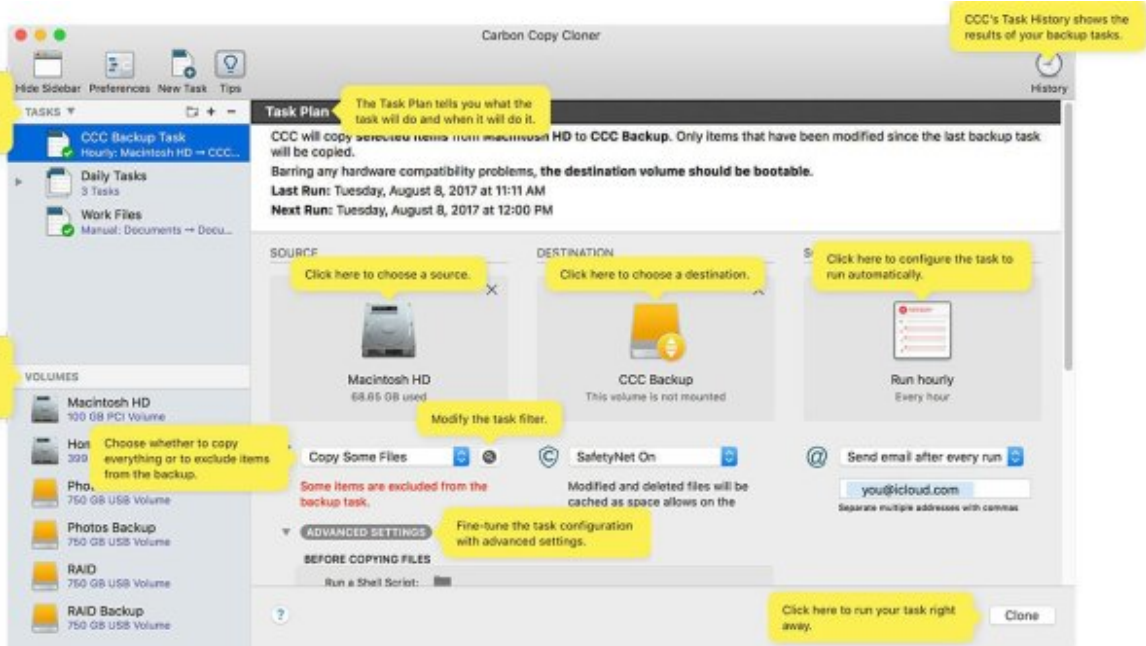 Carbon Copy Cloner
CCC's Task History shows the
results of your backup tasks.
Hide Sidebar Preferences New Task Tips
History
TASKS
CCC Backup Task
Hourly: Macintosh HD → CCC...
Daily Tasks
3 Tasks
Work Files
Manual: Documents → Docu...
Task Plan
The Task Plan tells you what the
task will do and when it will do it.
CCC will copy selected items from Macintosh HD to CCC Backup. Only items that have been modified since the last backup task
will be copied.
Barring any hardware compatibility problems, the destination volume should be bootable.
Last Run: Tuesday, August 8, 2017 at 11:11 AM
Next Run: Tuesday, August 8, 2017 at 12:00 PM
SOURCE
Click here to choose a source.
Macintosh HD
68.65 GB used
DESTINATION
Click here to choose a destination.
CCC Backup
This volume is not mounted
Click here to configure the task to
run automatically.
Run hourly
Every hour
VOLUMES
Macintosh HD
100 GB PCI Volume
750 GB USB Volume
Photos Backup
750 GB USB Volume
RAID
750 GB USB Volume
RAID Backup
750 GB USB Volume
Choose whether to copy
everything or to exclude items
from the backup.
Modify the task filter.
Copy Some Files
Some items are excluded from the
backup task.
SafetyNet On
Modified and deleted files will be
cached as space allows on the
Send email after every run
you@icloud.com
Separate multiple addresses with commas
ADVANCED SETTINGS
Fine-tune the task configuration
with advanced settings.
BEFORE COPYING FILES
Run a Shell Script:
?
Click here to run your task right
away.
Clone